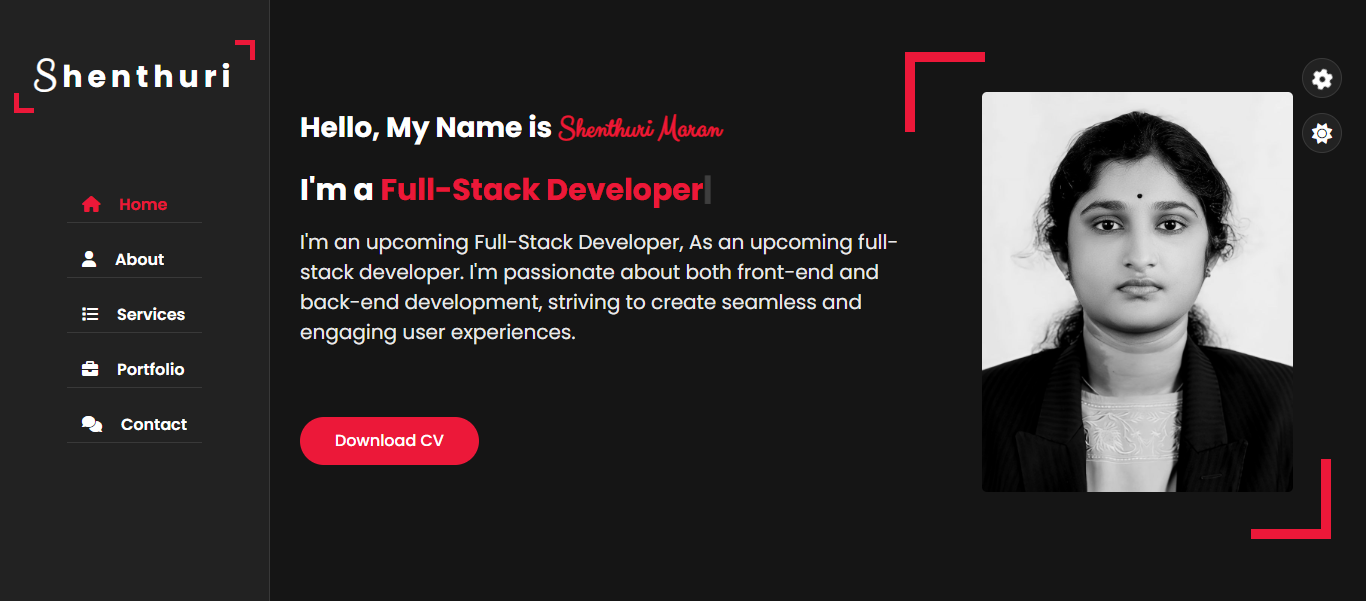 Shenthuri
Home
About
Services
Portfolio
Contact
Hello, My Name is Shenthuri Maran
I'm a Full-Stack Developer
I'm an upcoming Full-Stack Developer, As an upcoming full-
stack developer. I'm passionate about both front-end and
back-end development, striving to create seamless and
engaging user experiences.
Download CV